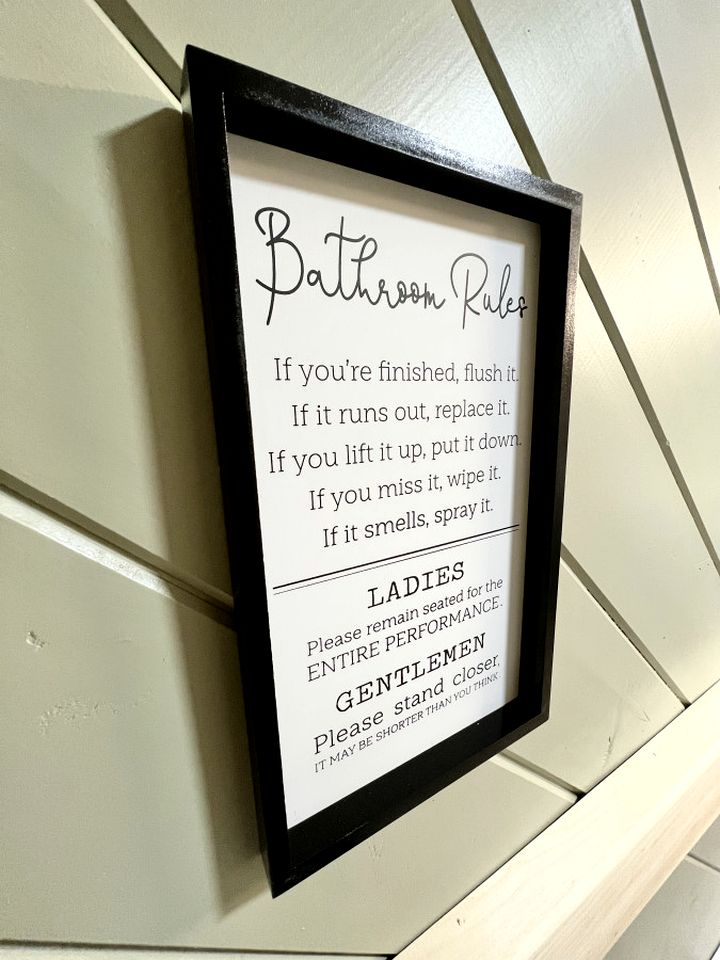 Bathroom Rules
If you're finished, flush it.
If it runs out, replace it.
If you lift it up, put it down.
If you miss it, wipe it.
If it smells, spray it.
LADIES
Please remain seated for the
ENTIRE PERFORMANCE.
GENTLEMEN
Please stand closer,
IT MAY BE SHORTER THAN YOU THINK.